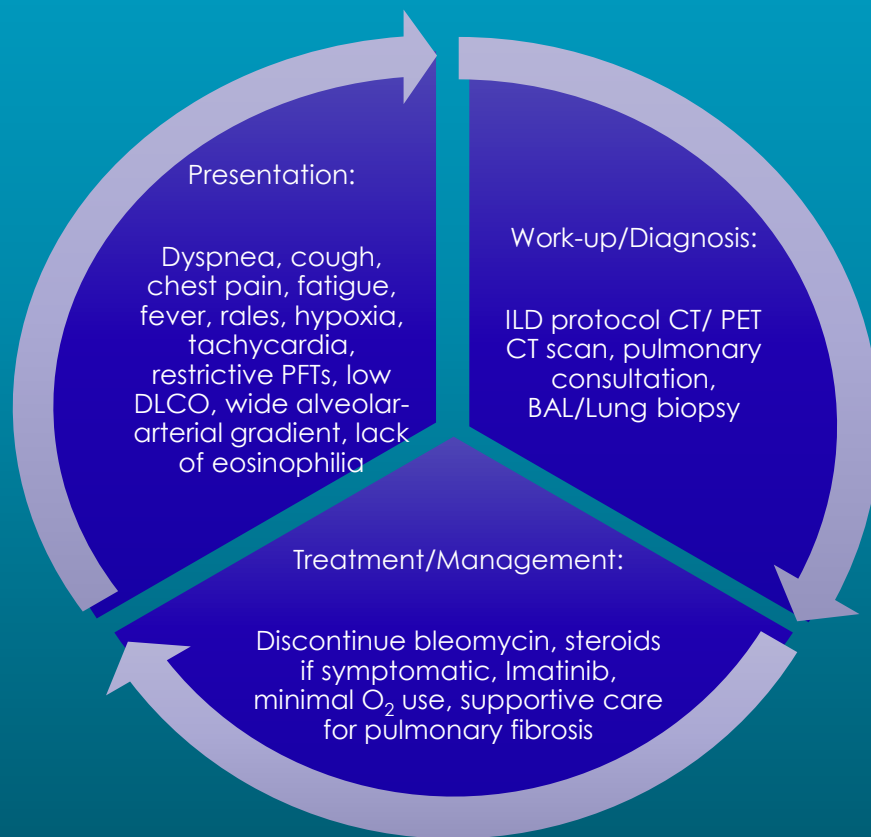 Presentation:
Dyspnea, cough,
chest pain, fatigue,
fever, rales, hypoxia,
tachycardia,
restrictive PFTs, low
DLCO, wide alveolar-
arterial gradient, lack
of eosinophilia
Work-up/Diagnosis:
ILD protocol CT/ PET
CT scan, pulmonary
consultation,
BAL/Lung biopsy
Treatment/Management:
Discontinue bleomycin, steroids
if symptomatic, Imatinib,
minimal O₂ use, supportive care
for pulmonary fibrosis